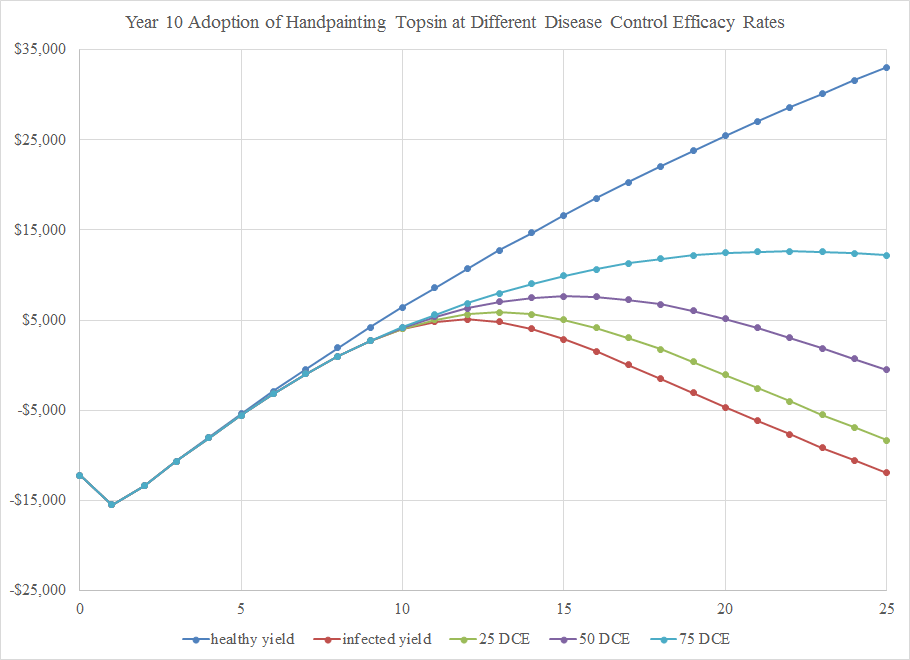 Year 10 Adoption of Handpainting Topsin at Different Disease Control Efficacy Rates
$35,000
$25,000
$15,000
$5,000
-$5,000
-$15,000
-$25,000
0 5 10 15 20 25
healthy yield infected yield 25 DCE 50 DCE 75 DCE